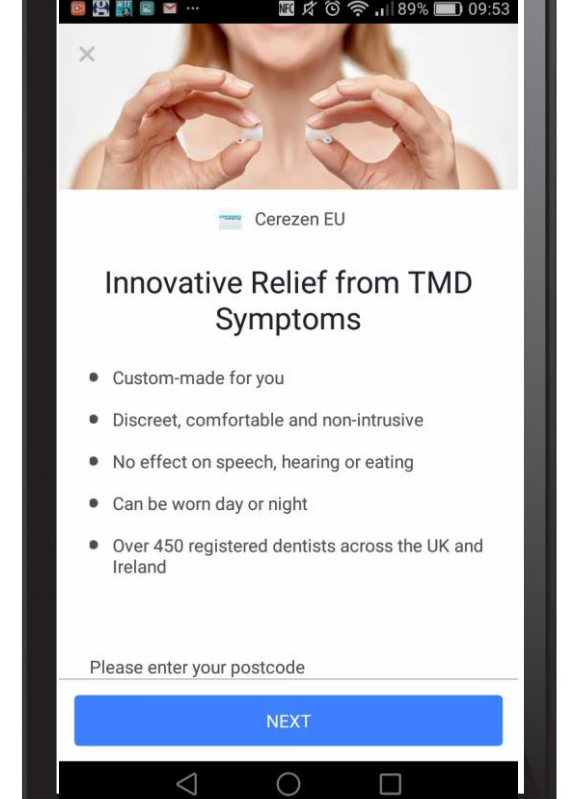 WTF
NFC
89%
09:53
Cerezen EU
Innovative Relief from TMD
Symptoms
Custom-made for you
Discreet, comfortable and non-intrusive
No effect on speech, hearing or eating
Can be worn day or night
Over 450 registered dentists across the UK and
Ireland
Please enter your postcode
NEXT